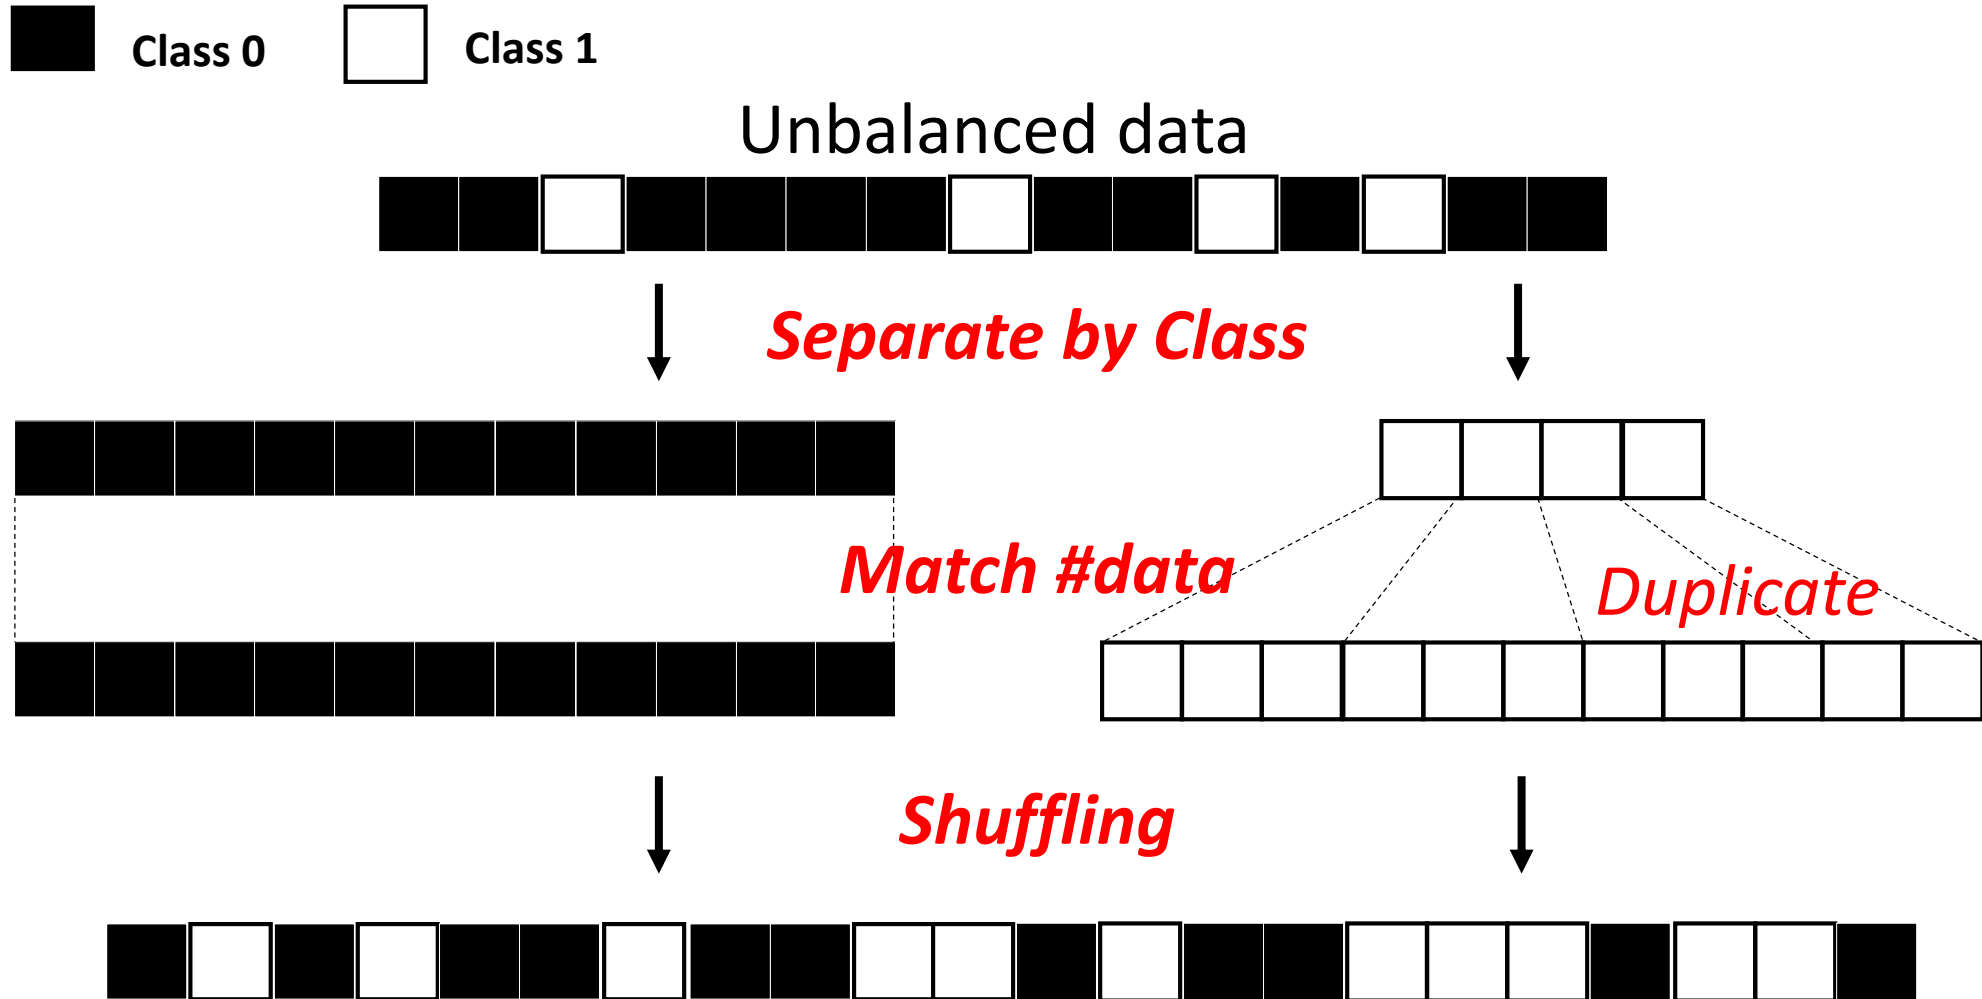 Class 0
Class 1
Unbalanced data
Separate by Class
Match #data
Duplicate
Shuffling